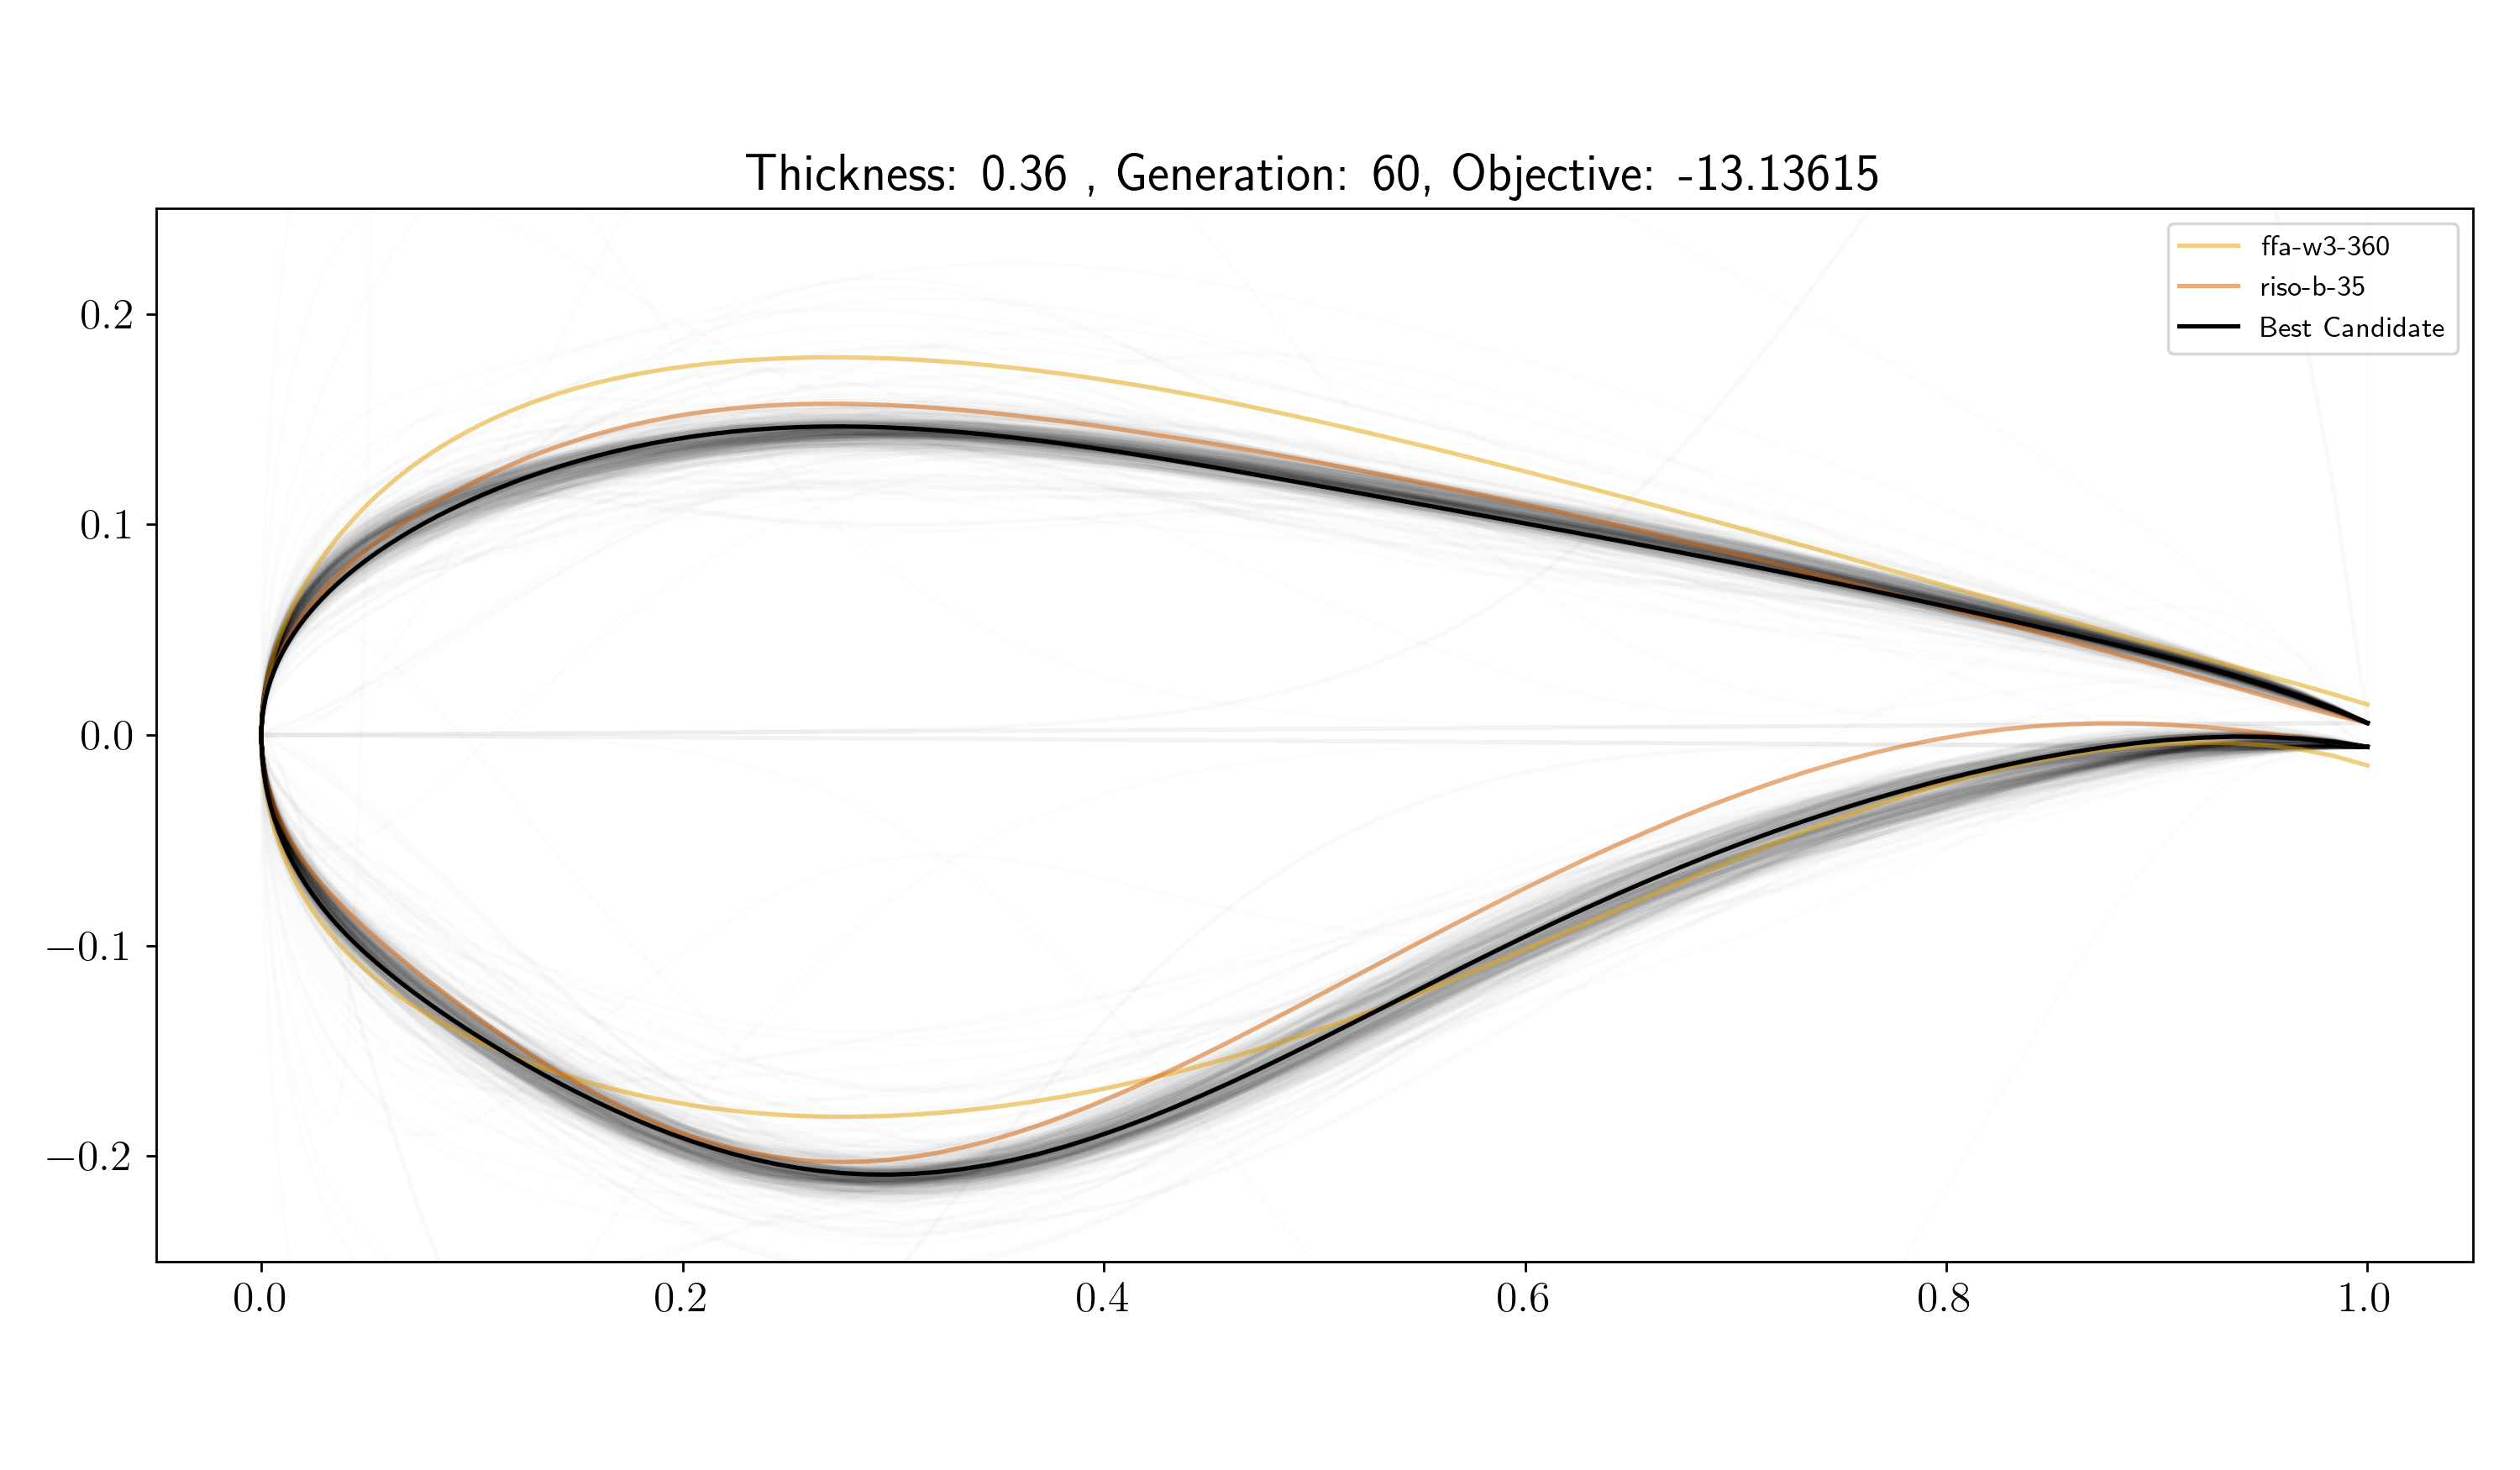 Thickness: 0.36 , Generation: 60, Objective: -13.13615
ffa-w3-360
riso-b-35
Best Candidate
0.2
0.1
0.0
−0.1
−0.2
0.0 0.2 0.4 0.6 0.8 1.0